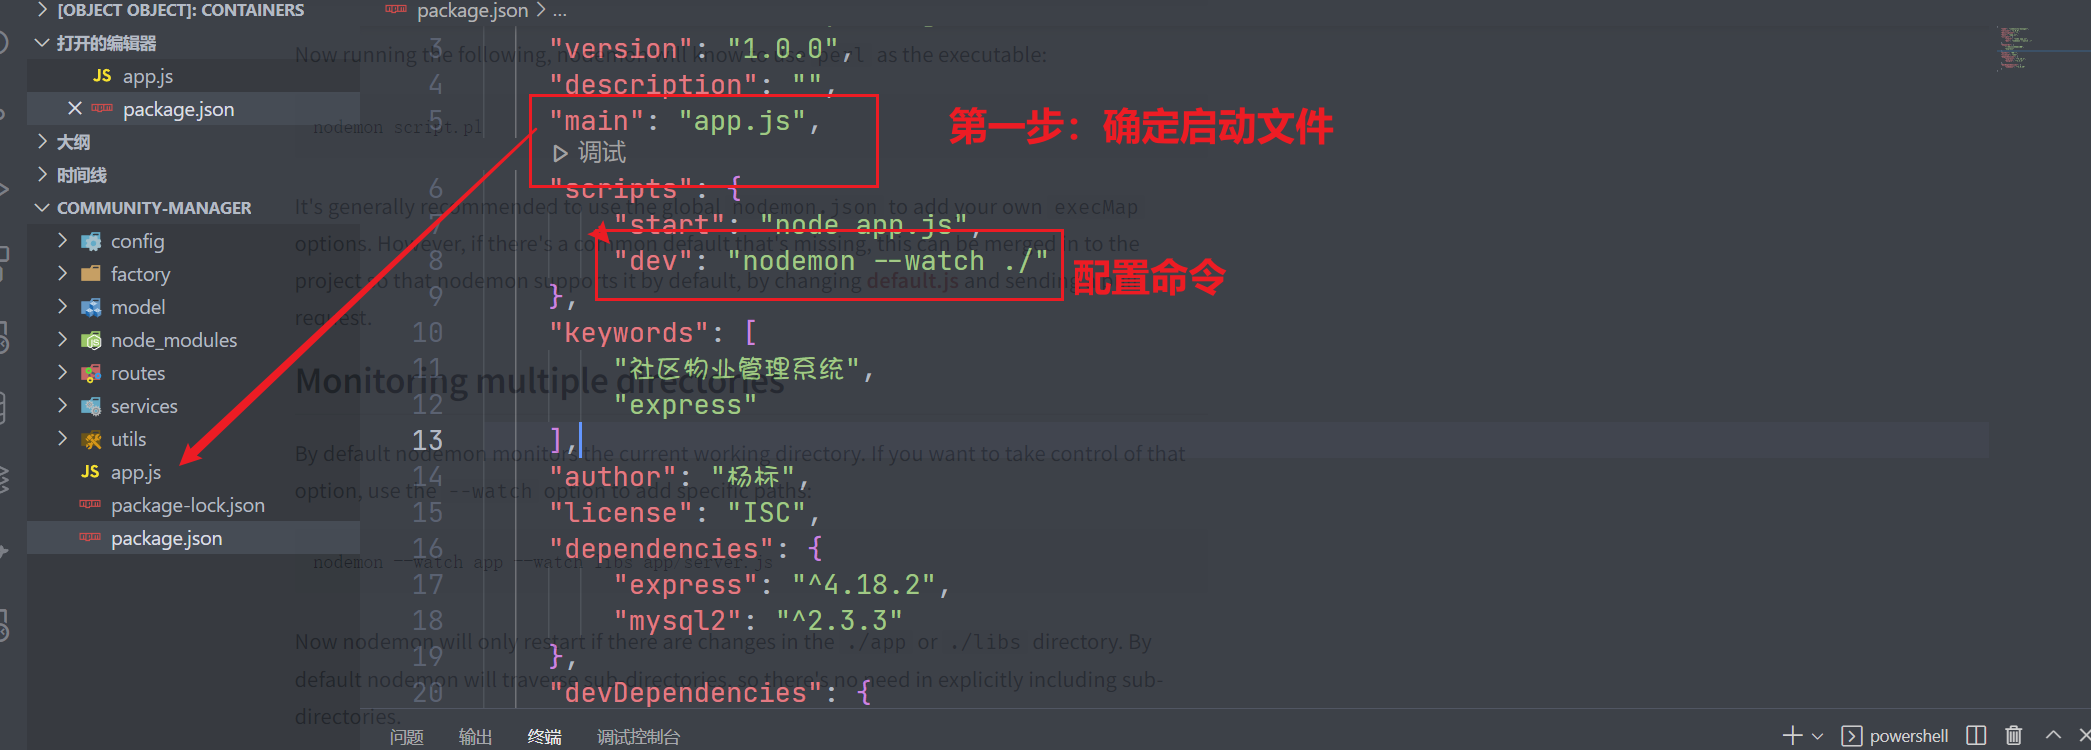 [OBJECT OBJECT]: CONTAINERS
打开的编辑器
JS app.js
package.json
大纲
时间线
COMMUNITY-MANAGER
config
factory
model
node_modules
routes
services
utils
JS app.js
package-lock.json
package.json
package.json > ...
3 "version": "1.0.0",
4 "description": "",
5 "main": "app.js",
调试
6 "scripts": {
"start": "node app.js",
8 "dev": "nodemon --watch ./"
9 },
10 "keywords": [
11 "社区物业管理系统",
12 "express"
13 ],
14 "author": "杨标",
15 "license": "ISC",
16 "dependencies": {
17 "express": "^4.18.2",
18 "mysql2": "^2.3.3"
19 },
20 "devDependencies": {
第一步：确定启动文件
配置命令
Now running the following, nodemon will know to use perl as the executable:
nodemon script.pl
It's generally recommended to use the global nodemon.json to add your own execMap
options. However, if there's a common default that's missing, this can be merged in to the
project so that nodemon supports it by default, by changing default.js and sending
request.
Monitoring multiple directories
By default nodemon monitors the current working directory. If you want to take control of that
option, use the --watch option to add specific paths:
nodemon --watch app --watch libs app/server.js
Now nodemon will only restart if there are changes in the ./app or ./libs directory. By
default nodemon will traverse sub-directories, so there's no need in explicitly including sub-
directories.
问题 输出 终端 调试控制台
powershell